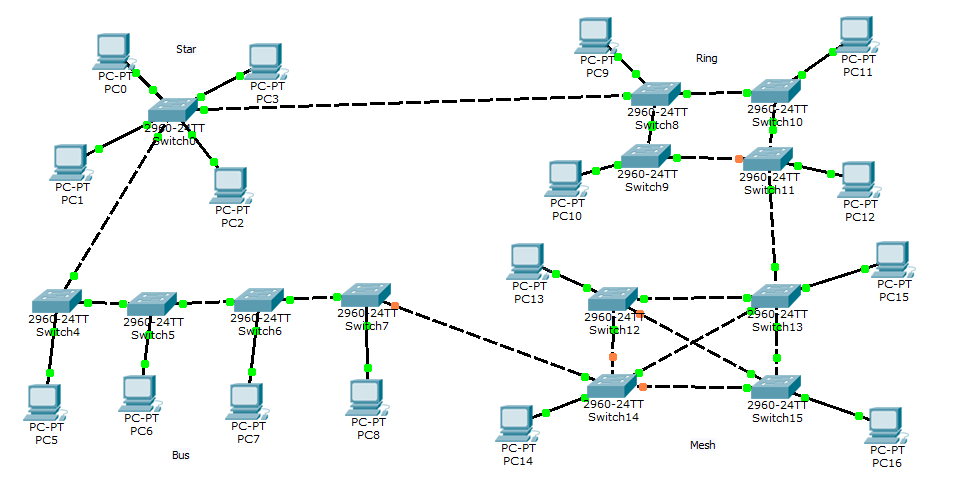 Star
PC-PT
PC0
PC-PT
PC3
2960-24TT
Switch0
PC-PT
PC1
PC-PT
PC2
Ring
PC-PT
PC9
PC-PT
PC11
2960-24TT
Switch8
2960-24TT
Switch10
2960-24TT
Switch9
2960-24TT
Switch11
PC-PT
PC10
PC-PT
PC12
2960-24TT
Switch4
2960-24TT
Switch5
2960-24TT
Switch6
2960-24TT
Switch7
PC-PT
PC5
PC-PT
PC6
PC-PT
PC7
PC-PT
PC8
Bus
PC-PT
PC13
PC-PT
PC15
2960-24TT
Switch12
2960-24TT
Switch13
2960-24TT
Switch14
2960-24TT
Switch15
PC-PT
PC14
PC-PT
PC16
Mesh